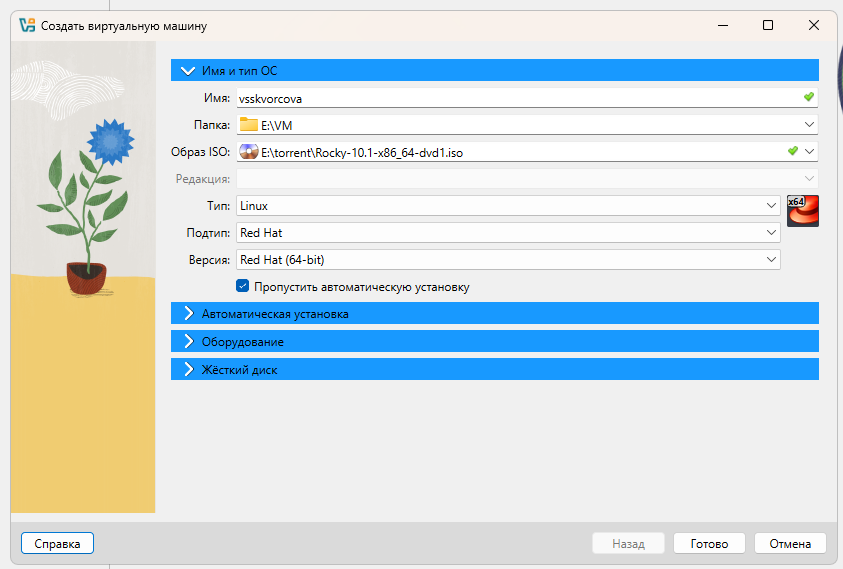 Создать виртуальную машину
Имя и тип ОС
Имя: vsskvorcova
Папка: E:\VM
Образ ISO: E:\torrent\Rocky-10.1-x86_64-dvd1.iso
Редакция:
Тип: Linux
x64
Подтип: Red Hat
Версия: Red Hat (64-bit)
Пропустить автоматическую установку
Автоматическая установка
Оборудование
Жёсткий диск
Справка Назад Готово Отмена